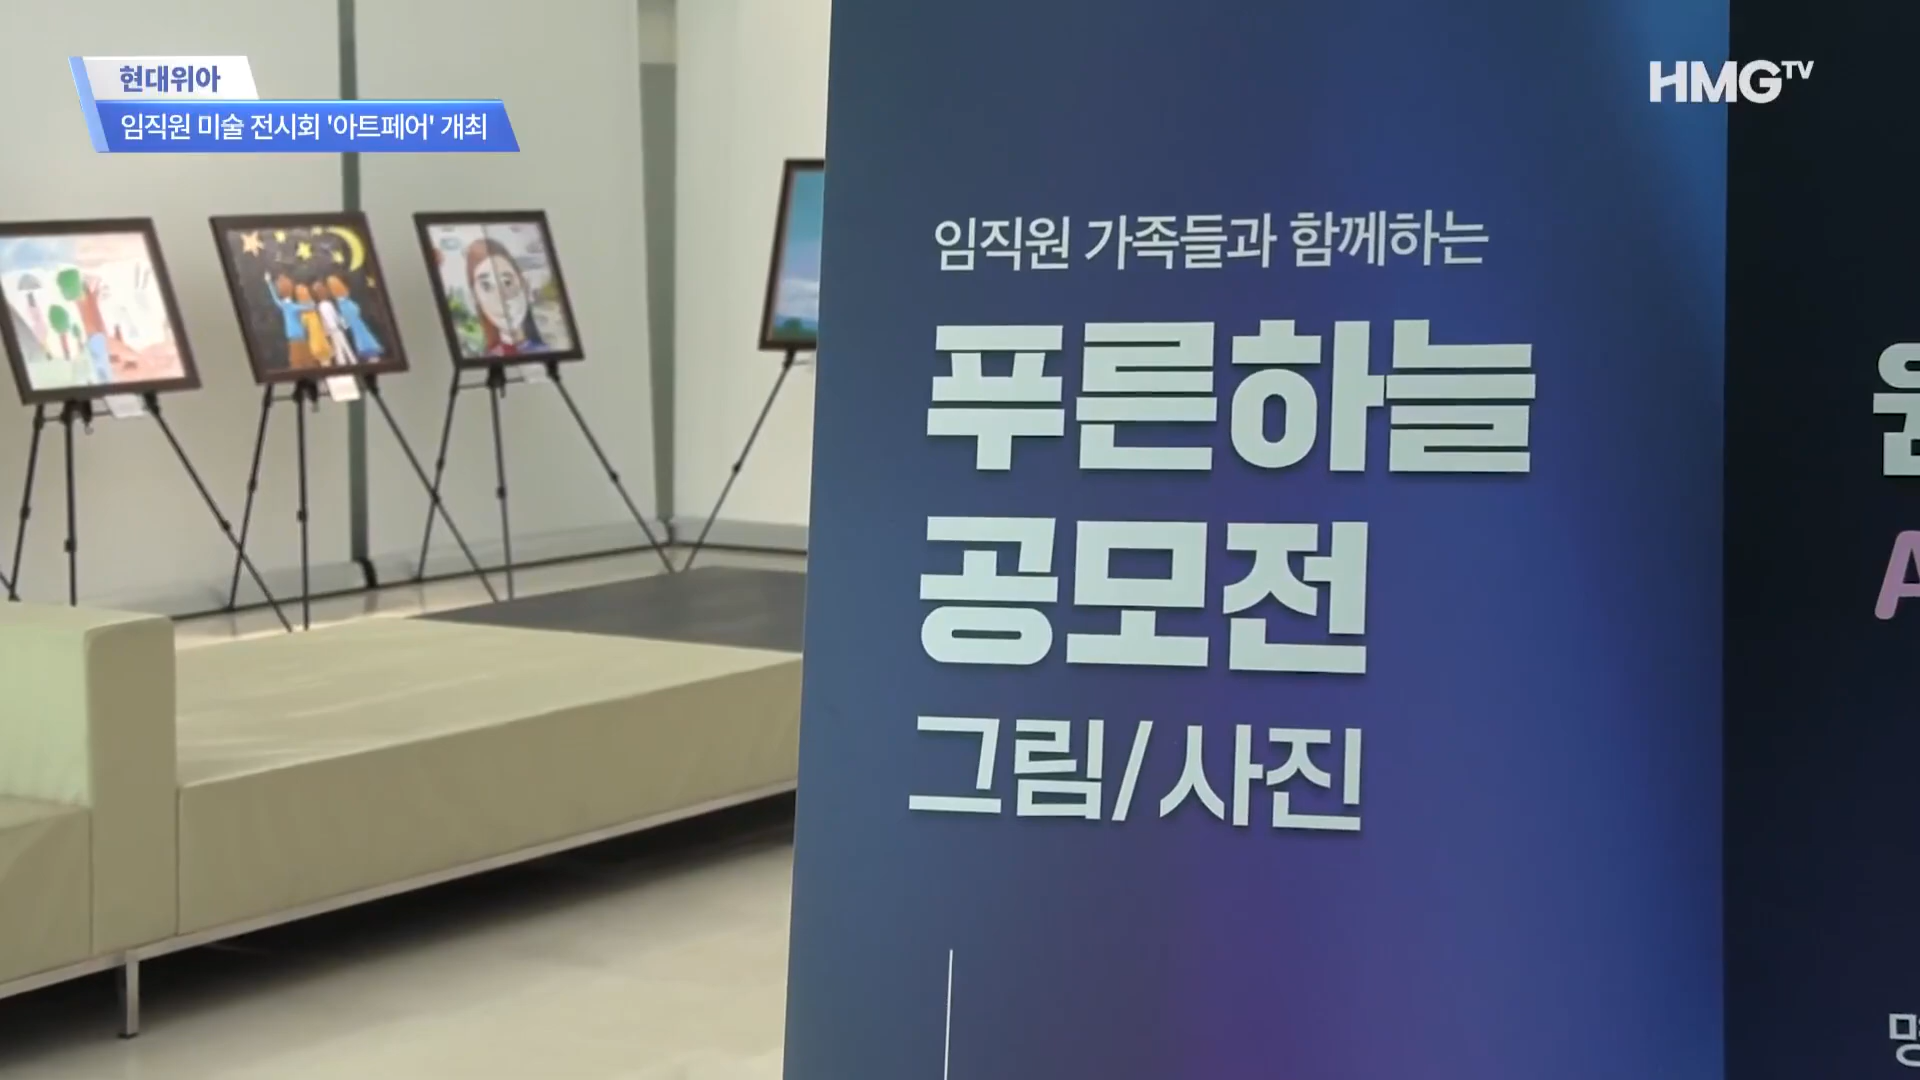 현대위아
임직원 미술 전시회 '아트페어' 개최
HMG TV
임직원 가족들과 함께하는
푸른하늘
공모전
그림/사진